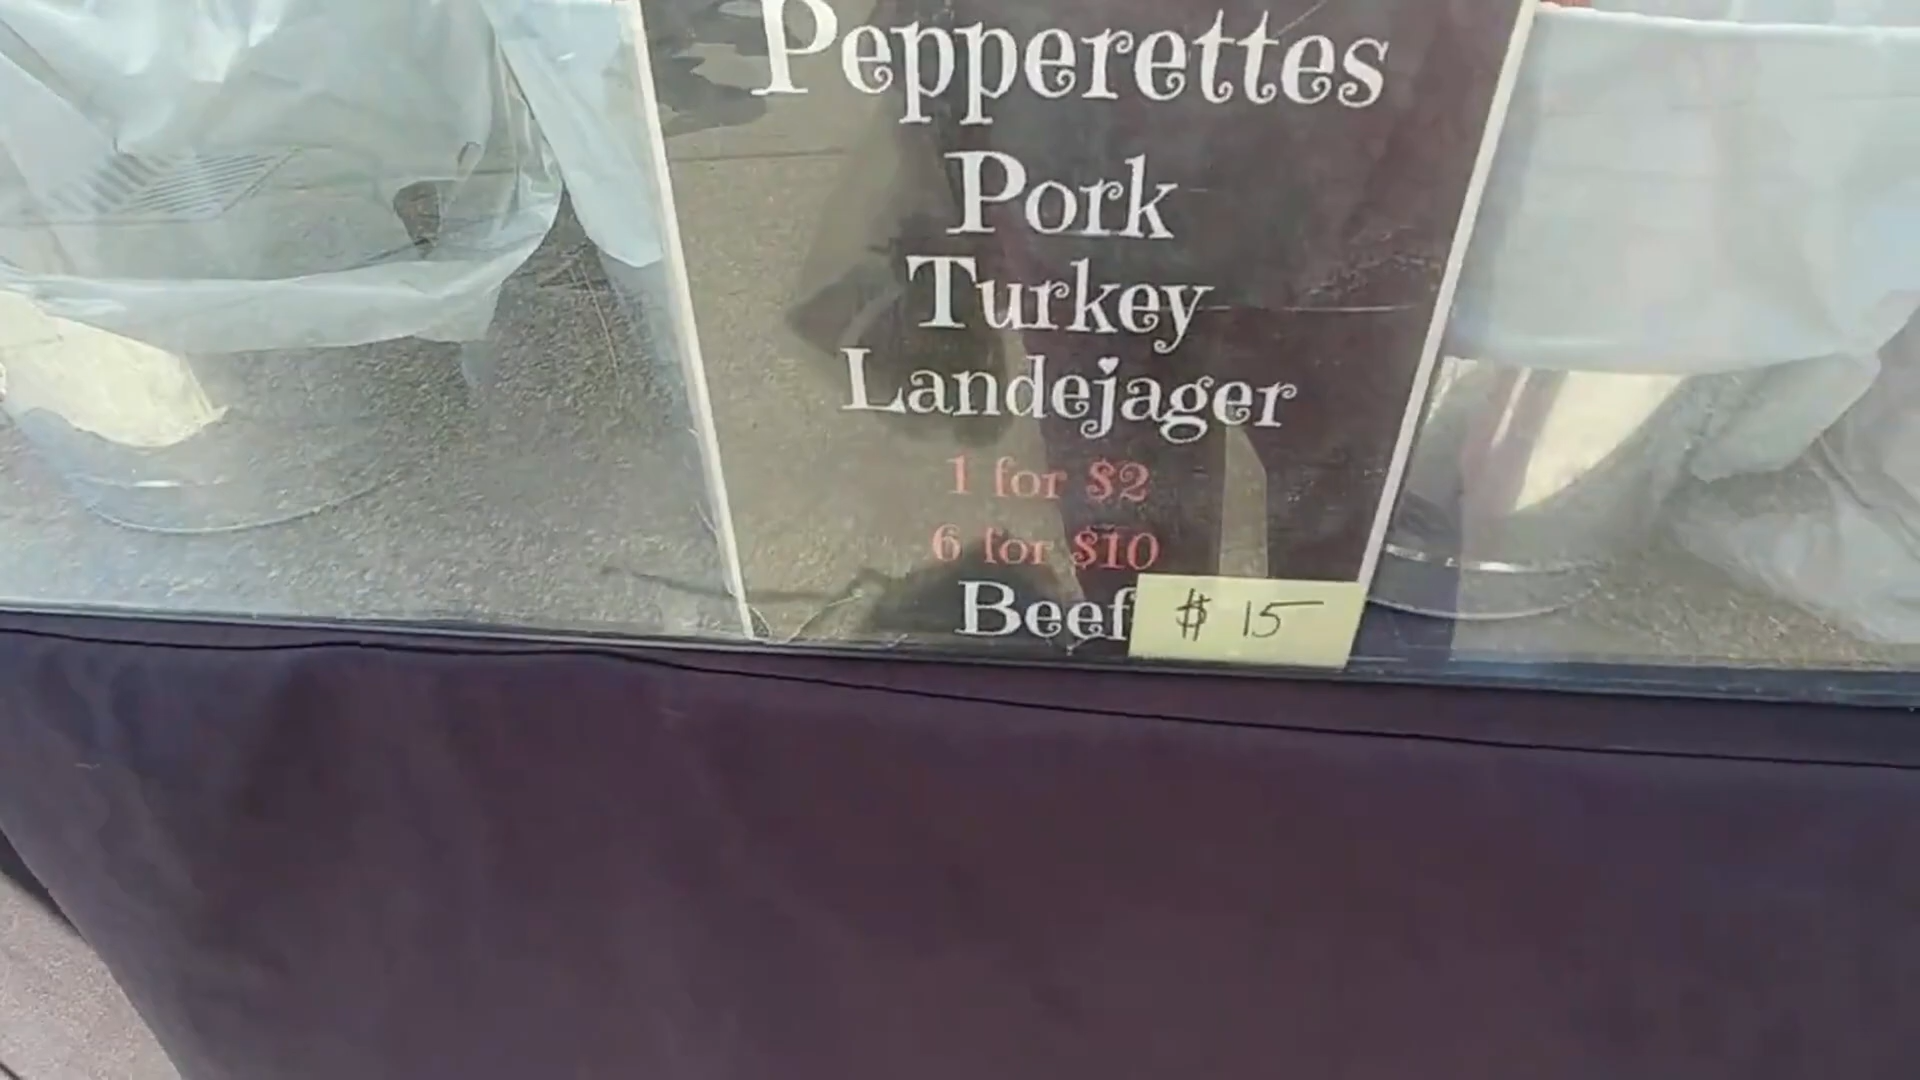 Pepperettes
Pork
Turkey
Landejager
1 for $2
6 for $10
Beef $15